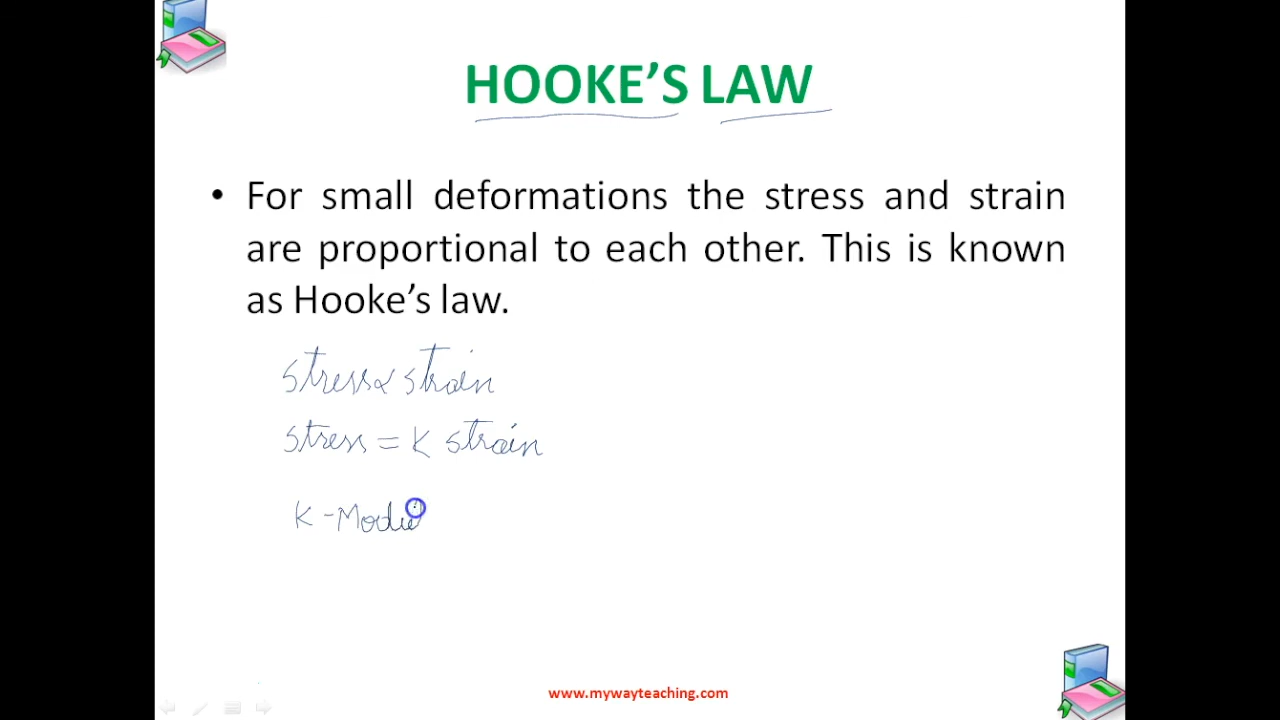 HOOKE'S LAW
• For small deformations the stress and strain
are proportional to each other. This is known
as Hooke's law.
stress ∝ strain
stress = K strain
K - Modu
www.mywayteaching.com